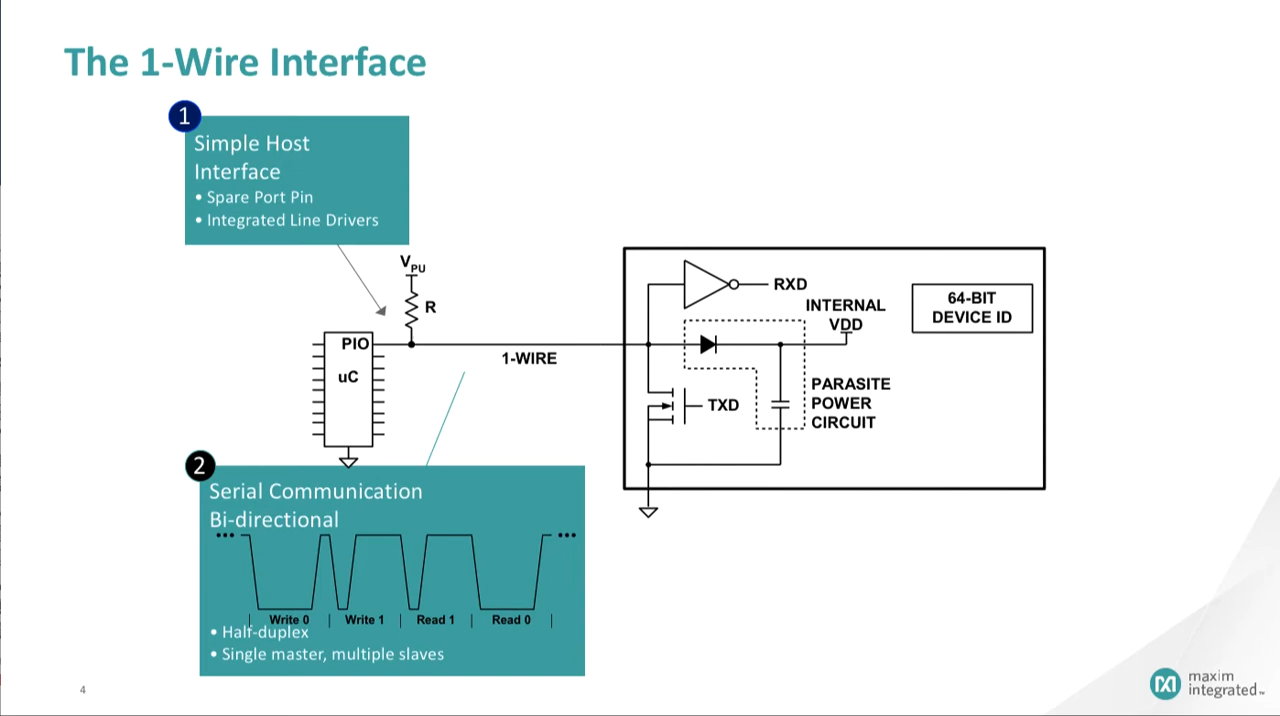 The 1-Wire Interface
1
Simple Host
Interface
• Spare Port Pin
• Integrated Line Drivers
VPU
R
PIO
uC
1-WIRE
RXD
INTERNAL
VDD
64-BIT
DEVICE ID
TXD
PARASITE
POWER
CIRCUIT
2
Serial Communication
Bi-directional
••• •••
| Write 0 | Write 1 | Read 1 | Read 0 |
• Half-duplex
• Single master, multiple slaves
4
maxim
integrated™